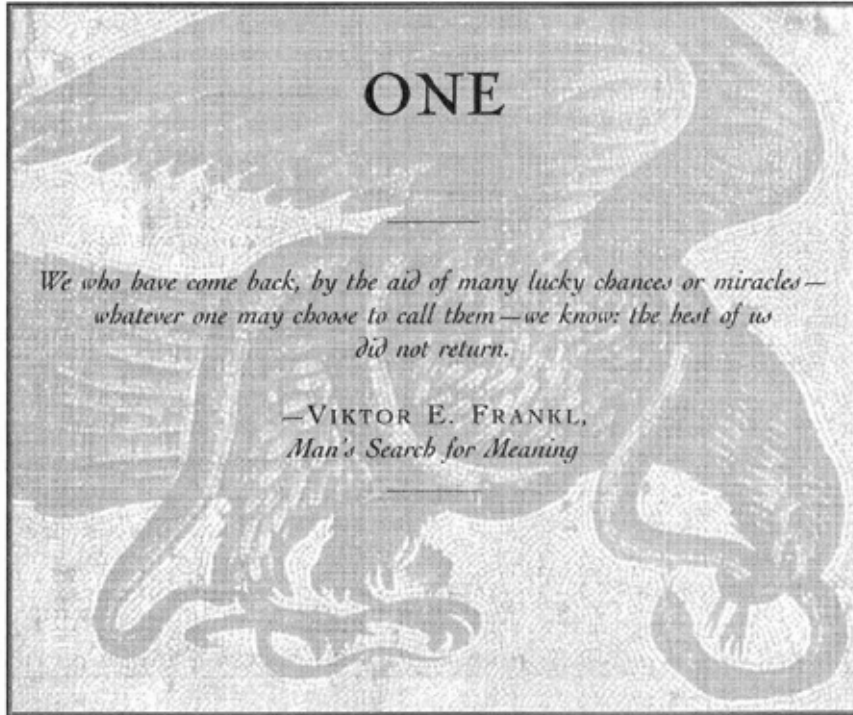 ONE
We who have come back, by the aid of many lucky chances or miracles—
whatever one may choose to call them—we know: the best of us
did not return.
—VIKTOR E. FRANKL,
Man's Search for Meaning